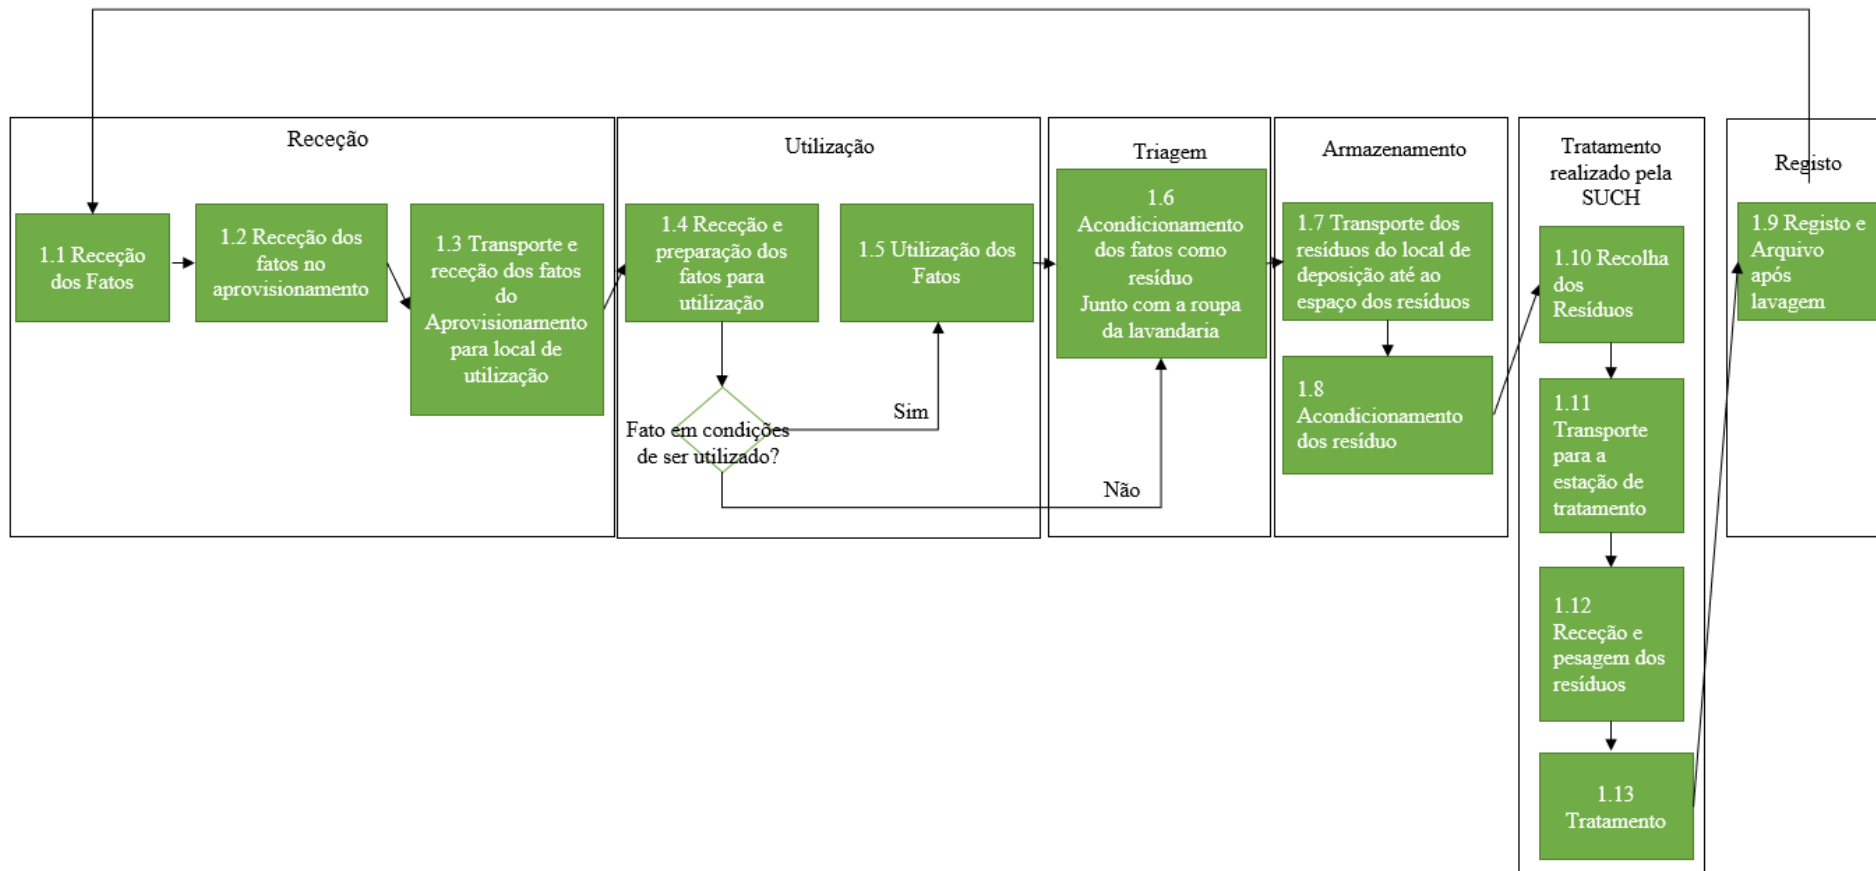 Receção
1.1 Receção
dos Fatos
1.2 Receção dos
fatos no
aprovisionamento
1.3 Transporte e
receção dos fatos
do
Aprovisionamento
para local de
utilização
Utilização
1.4 Receção e
preparação dos
fatos para
utilização
1.5 Utilização dos
Fatos
Fato em condições
de ser utilizado?
Sim
Não
Triagem
1.6
Acondicionamento
dos fatos como
resíduo
Junto com a roupa
da lavandaria
Armazenamento
1.7 Transporte dos
resíduos do local de
deposição até ao
espaço dos resíduos
1.8
Acondicionamento
dos resíduo
Tratamento
realizado pela
SUCH
1.10 Recolha
dos
Resíduos
1.11
Transporte
para a
estação de
tratamento
1.12
Receção e
pesagem dos
resíduos
1.13
Tratamento
Registo
1.9 Registo e
Arquivo
após
lavagem